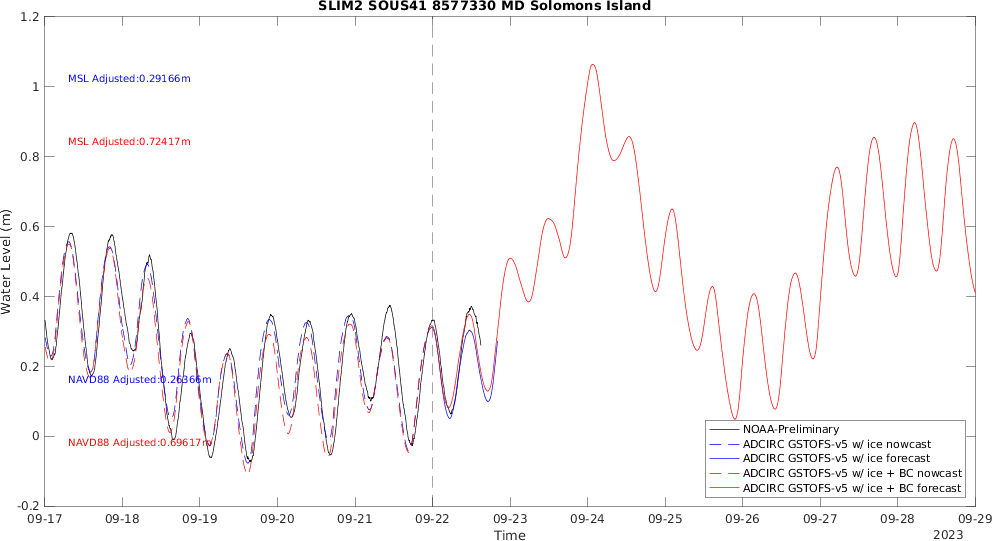 SLIM2 SOUS41 8577330 MD Solomons Island
1.2
1
0.8
0.6
0.4
0.2
0
-0.2
Water Level (m)
MSL Adjusted:0.29166m
MSL Adjusted:0.72417m
NAVD88 Adjusted:0.26366m
NAVD88 Adjusted:0.69617m
NOAA-Preliminary
ADCIRC GSTOFS-v5 w/ ice nowcast
ADCIRC GSTOFS-v5 w/ ice forecast
ADCIRC GSTOFS-v5 w/ ice + BC nowcast
ADCIRC GSTOFS-v5 w/ ice + BC forecast
09-17 09-18 09-19 09-20 09-21 09-22 09-23 09-24 09-25 09-26 09-27 09-28 09-29
Time
2023